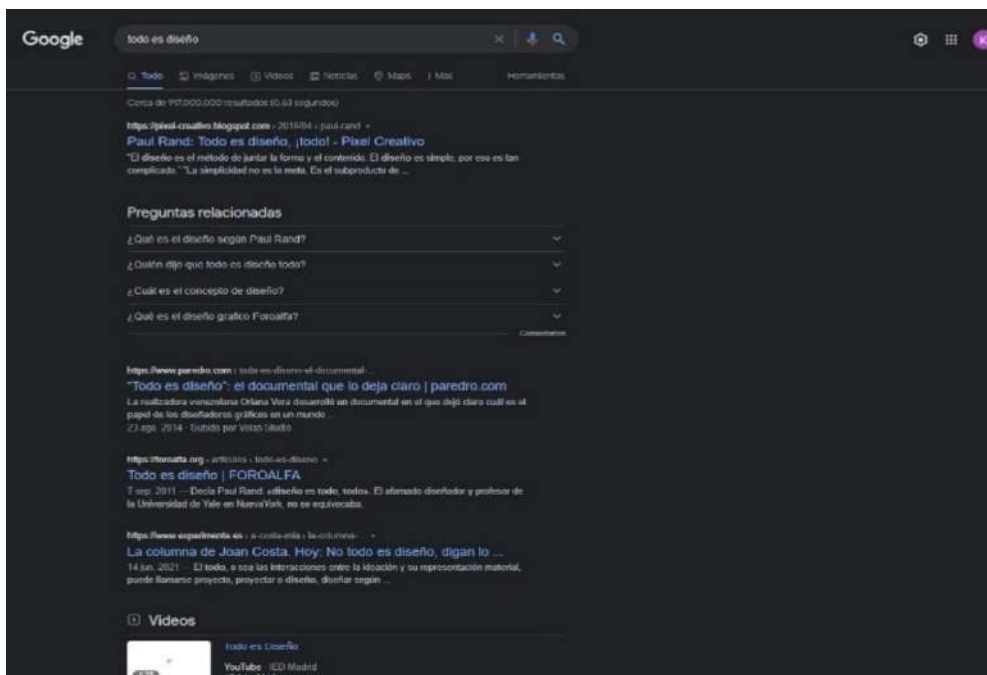 Google
todo es diseño
Todo Imágenes Videos Noticias Maps Más Herramientas
Cerca de 917,000,000 resultados (0.63 segundos)
https://pixel-creativo.blogspot.com › 2016/04 › paul-rand
Paul Rand: Todo es diseño, ¡todo! - Pixel Creativo
"El diseño es el método de juntar la forma y el contenido. El diseño es simple, por eso es tan
complicado." "La simplicidad no es la meta. Es el subproducto de ...
Preguntas relacionadas
¿Qué es el diseño según Paul Rand?
¿Quién dijo que todo es diseño todo?
¿Cuál es el concepto de diseño?
¿Qué es el diseño grafico Foroalfa?
Comentarios
https://www.paredro.com › todo-es-diseno-el-documental-...
"Todo es diseño": el documental que lo deja claro | paredro.com
La realizadora venezolana Oriana Vera desarrolló un documental en el que dejó claro cuál es el
papel de los diseñadores gráficos en un mundo ...
23 ago. 2014 · Subido por Velas Studio
https://foroalfa.org › articulos › todo-es-diseno
Todo es diseño | FOROALFA
7 sep. 2011 — Decía Paul Rand: «diseño es todo, todo». El afamado diseñador y profesor de
la Universidad de Yale en NuevaYork, no se equivocaba.
https://www.experimenta.es › a-costa-mia › la-columna-...
La columna de Joan Costa. Hoy: No todo es diseño, digan lo ...
14 jun. 2021 — El todo, o sea las interacciones entre la ideación y su representación material,
puede llamarse proyecto, proyectar o diseño, diseñar según ...
Videos
Todo es Diseño
YouTube · IED Madrid